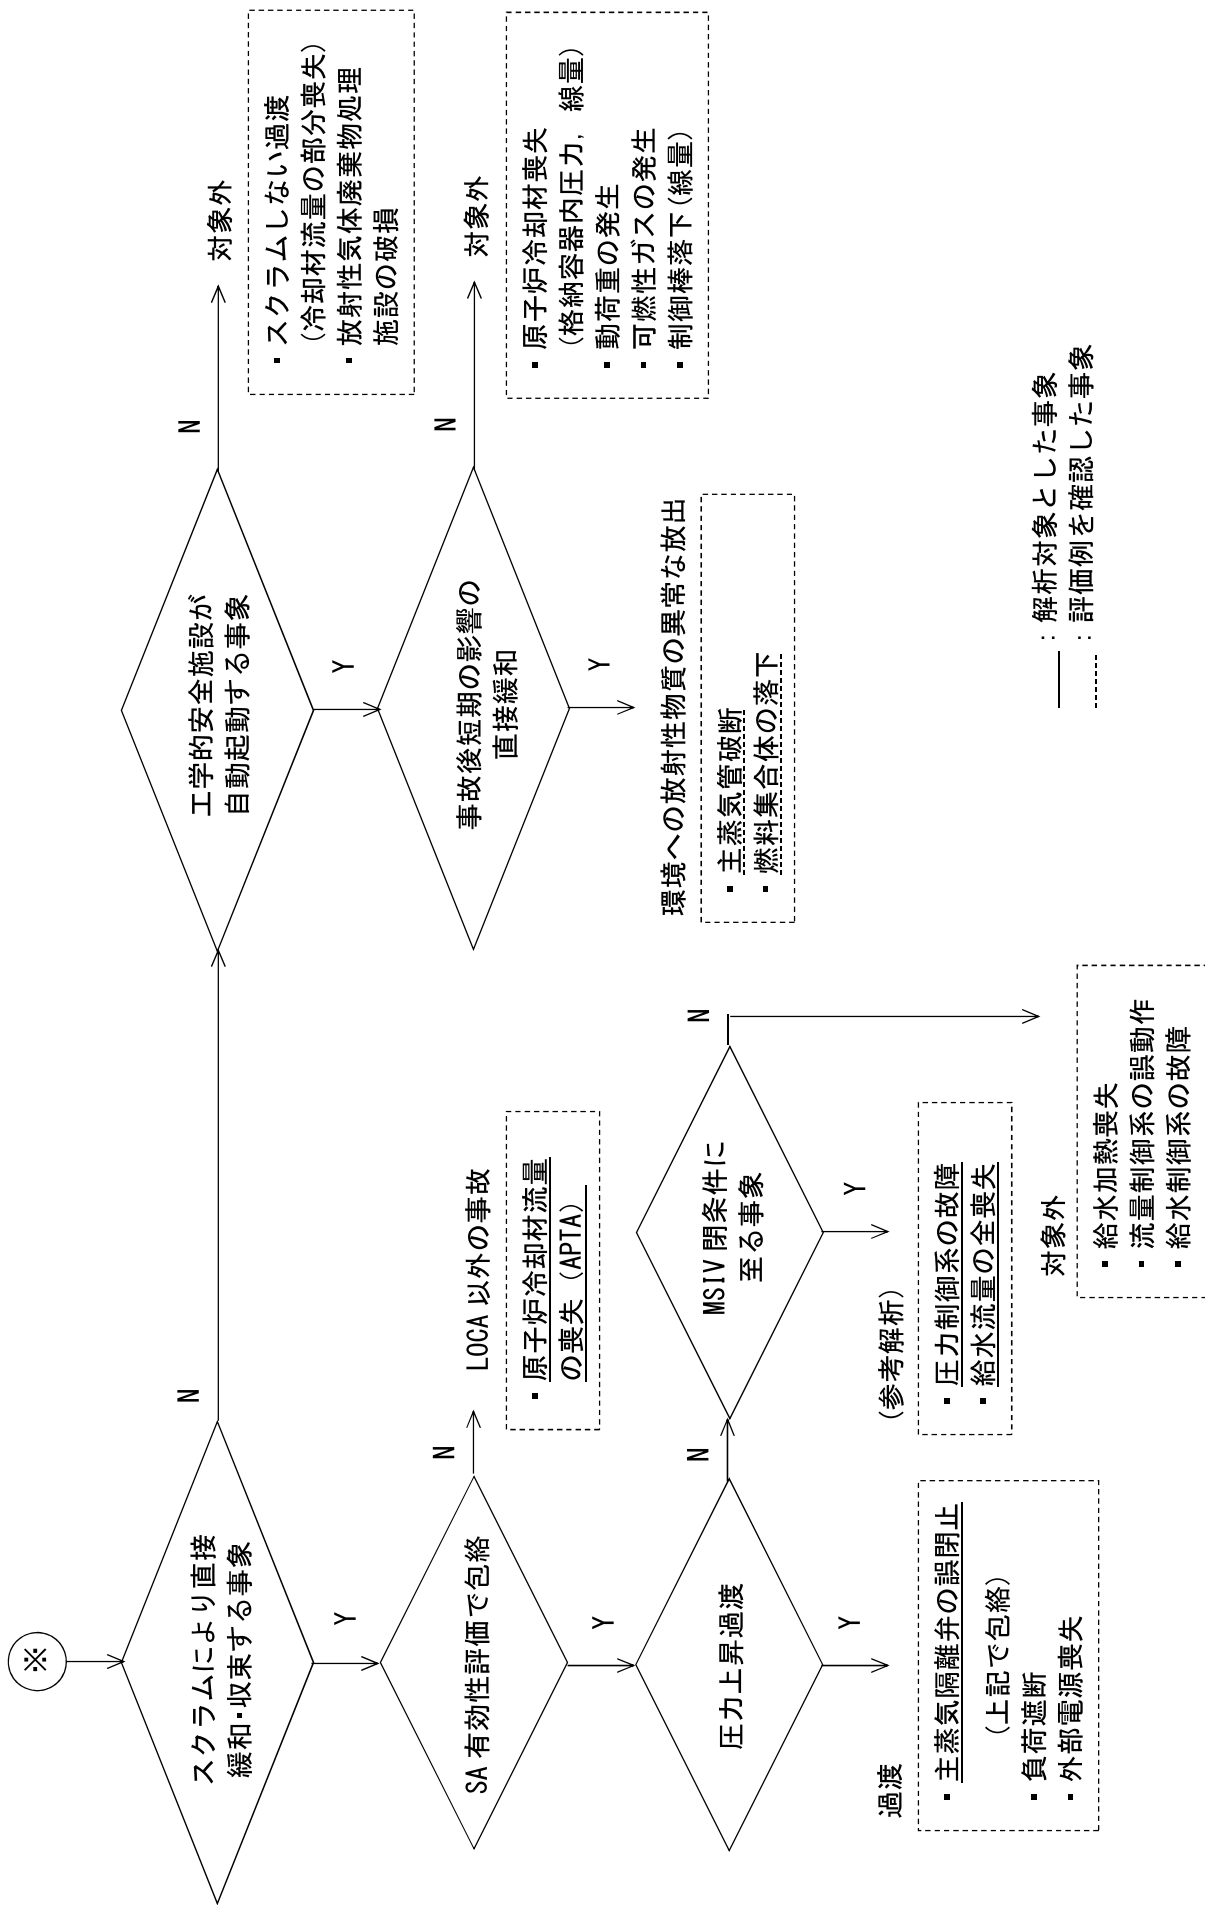 ※
スクラムにより直接
緩和・収束する事象
N
Y
工学的安全施設が
自動起動する事象
N
対象外
・スクラムしない過渡
(冷却材流量の部分喪失)
・放射性気体廃棄物処理
施設の破損
Y
SA 有効性評価で包絡
N
LOCA 以外の事故
・原子炉冷却材流量
の喪失 (APTA)
Y
事故後短期の影響の
直接緩和
N
対象外
・原子炉冷却材喪失
(格納容器内圧力, 線量)
・動荷重の発生
・可燃性ガスの発生
・制御棒落下(線量)
Y
環境への放射性物質の異常な放出
・主蒸気管破断
・燃料集合体の落下
圧力上昇過渡
N
Y
MSIV 閉条件に
至る事象
N
Y
過渡
・主蒸気隔離弁の誤閉止
(上記で包絡)
・負荷遮断
・外部電源喪失
(参考解析)
・圧力制御系の故障
・給水流量の全喪失
対象外
・給水加熱喪失
・流量制御系の誤動作
・給水制御系の故障
:解析対象とした事象
:評価例を確認した事象